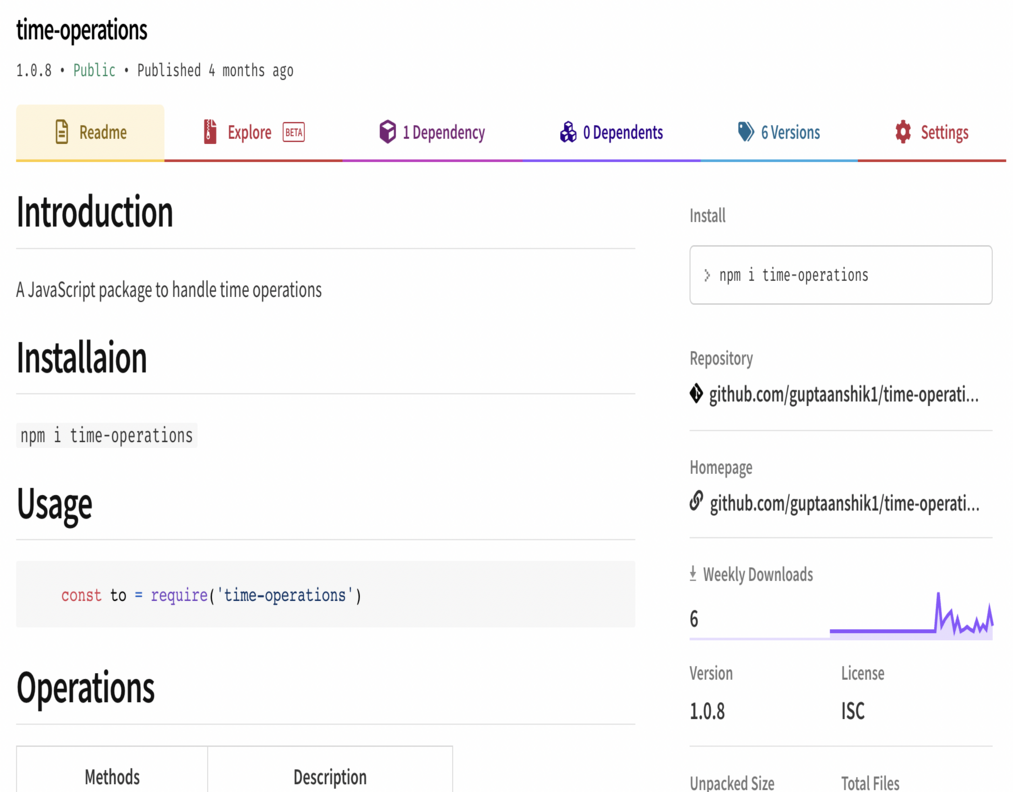 time-operations
1.0.8 • Public • Published 4 months ago
Readme
Explore BETA
1 Dependency
0 Dependents
6 Versions
Settings
Introduction
A JavaScript package to handle time operations
Installaion
npm i time-operations
Usage
const to = require('time-operations')
Operations
Methods Description
Install
> npm i time-operations
Repository
github.com/guptaanshik1/time-operati...
Homepage
github.com/guptaanshik1/time-operati...
Weekly Downloads
6
Version License
1.0.8 ISC
Unpacked Size Total Files